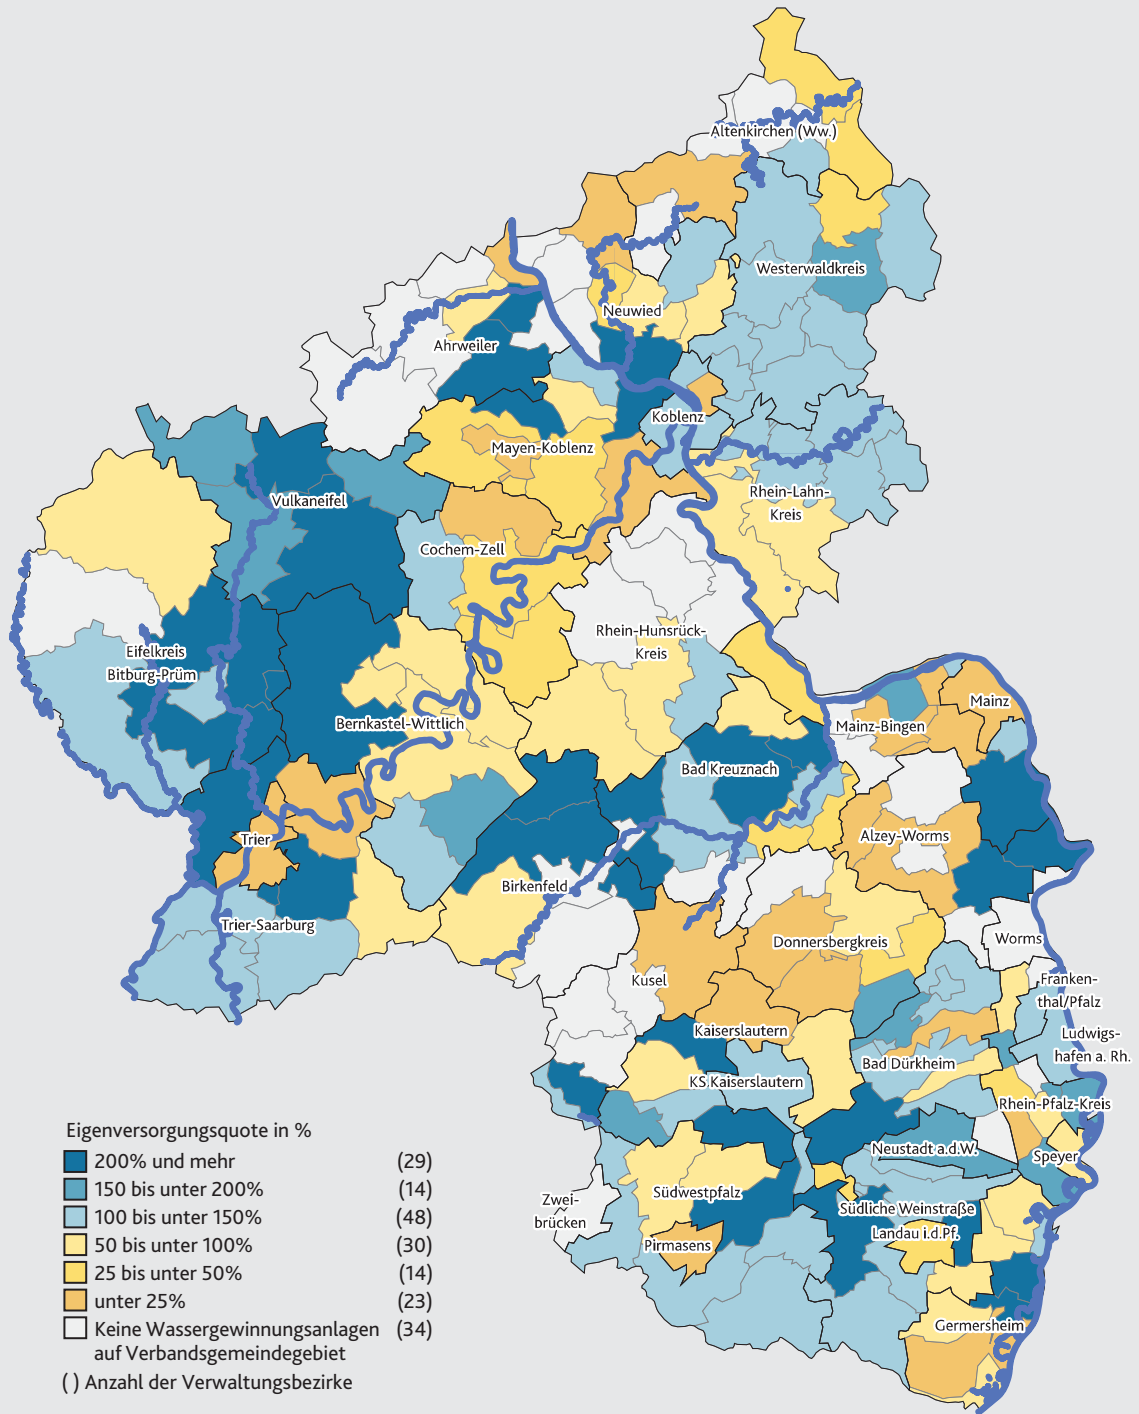 Altenkirchen (Ww.)
Westerwaldkreis
Neuwied
Ahrweiler
Koblenz
Mayen-Koblenz
Rhein-Lahn-
Kreis
Vulkaneifel
Cochem-Zell
Rhein-Hunsrück-
Kreis
Eifelkreis
Bitburg-Prüm
Bernkastel-Wittlich
Mainz
Mainz-Bingen
Bad Kreuznach
Trier
Alzey-Worms
Birkenfeld
Trier-Saarburg
Donnersbergkreis
Worms
Kusel
Franken-
thal/Pfalz
Kaiserslautern
Ludwigs-
hafen a. Rh.
Bad Dürkheim
KS Kaiserslautern
Rhein-Pfalz-Kreis
Neustadt a.d.W.
Speyer
Südwestpfalz
Zwei-
brücken
Südliche Weinstraße
Landau i.d.Pf.
Pirmasens
Germersheim
Eigenversorgungsquote in %
200% und mehr (29)
150 bis unter 200% (14)
100 bis unter 150% (48)
50 bis unter 100% (30)
25 bis unter 50% (14)
unter 25% (23)
Keine Wassergewinnungsanlagen (34)
auf Verbandsgemeindegebiet
( ) Anzahl der Verwaltungsbezirke